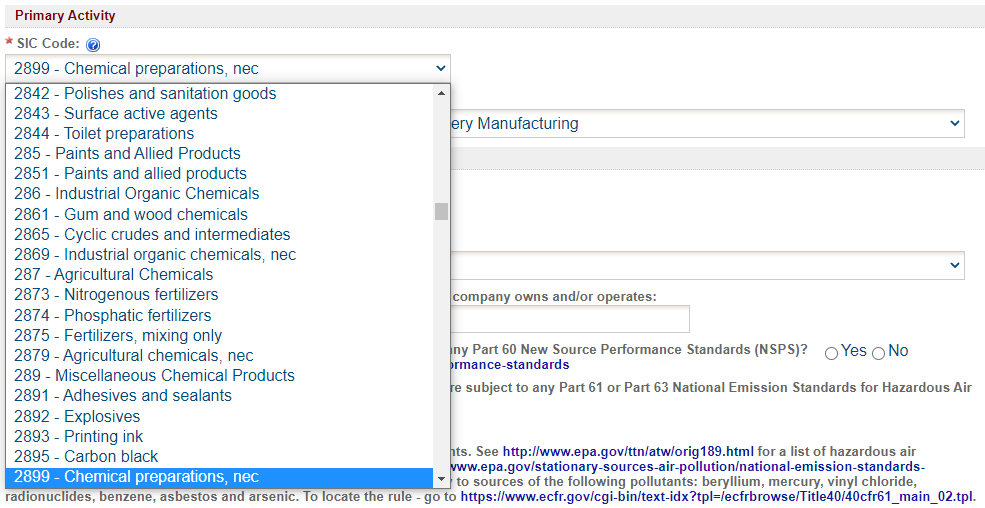 Primary Activity
* SIC Code: ?
2899 - Chemical preparations, nec
2842 - Polishes and sanitation goods
2843 - Surface active agents
2844 - Toilet preparations
ery Manufacturing
285 - Paints and Allied Products
2851 - Paints and allied products
286 - Industrial Organic Chemicals
2861 - Gum and wood chemicals
2865 - Cyclic crudes and intermediates
2869 - Industrial organic chemicals, nec
287 - Agricultural Chemicals
2873 - Nitrogenous fertilizers
company owns and/or operates:
2874 - Phosphatic fertilizers
2875 - Fertilizers, mixing only
2879 - Agricultural chemicals, nec
any Part 60 New Source Performance Standards (NSPS)? Yes No
ormance-standards
289 - Miscellaneous Chemical Products
2891 - Adhesives and sealants
re subject to any Part 61 or Part 63 National Emission Standards for Hazardous Air
2892 - Explosives
2893 - Printing ink
2895 - Carbon black
nts. See http://www.epa.gov/ttn/atw/orig189.html for a list of hazardous air
2899 - Chemical preparations, nec
www.epa.gov/stationary-sources-air-pollution/national-emission-standards-
y to sources of the following pollutants: beryllium, mercury, vinyl chloride,
radionuclides, benzene, asbestos and arsenic. To locate the rule - go to https://www.ecfr.gov/cgi-bin/text-idx?tpl=/ecfrbrowse/Title40/40cfr61_main_02.tpl.